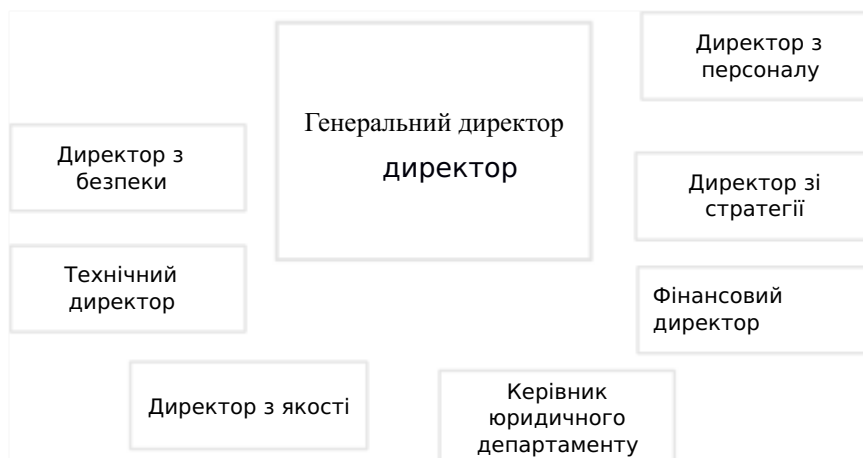 Директор з
персоналу
Генеральний директор
директор
Директор з
безпеки
Директор зі
стратегії
Технічний
директор
Фінансовий
директор
Директор з якості
Керівник
юридичного
департаменту